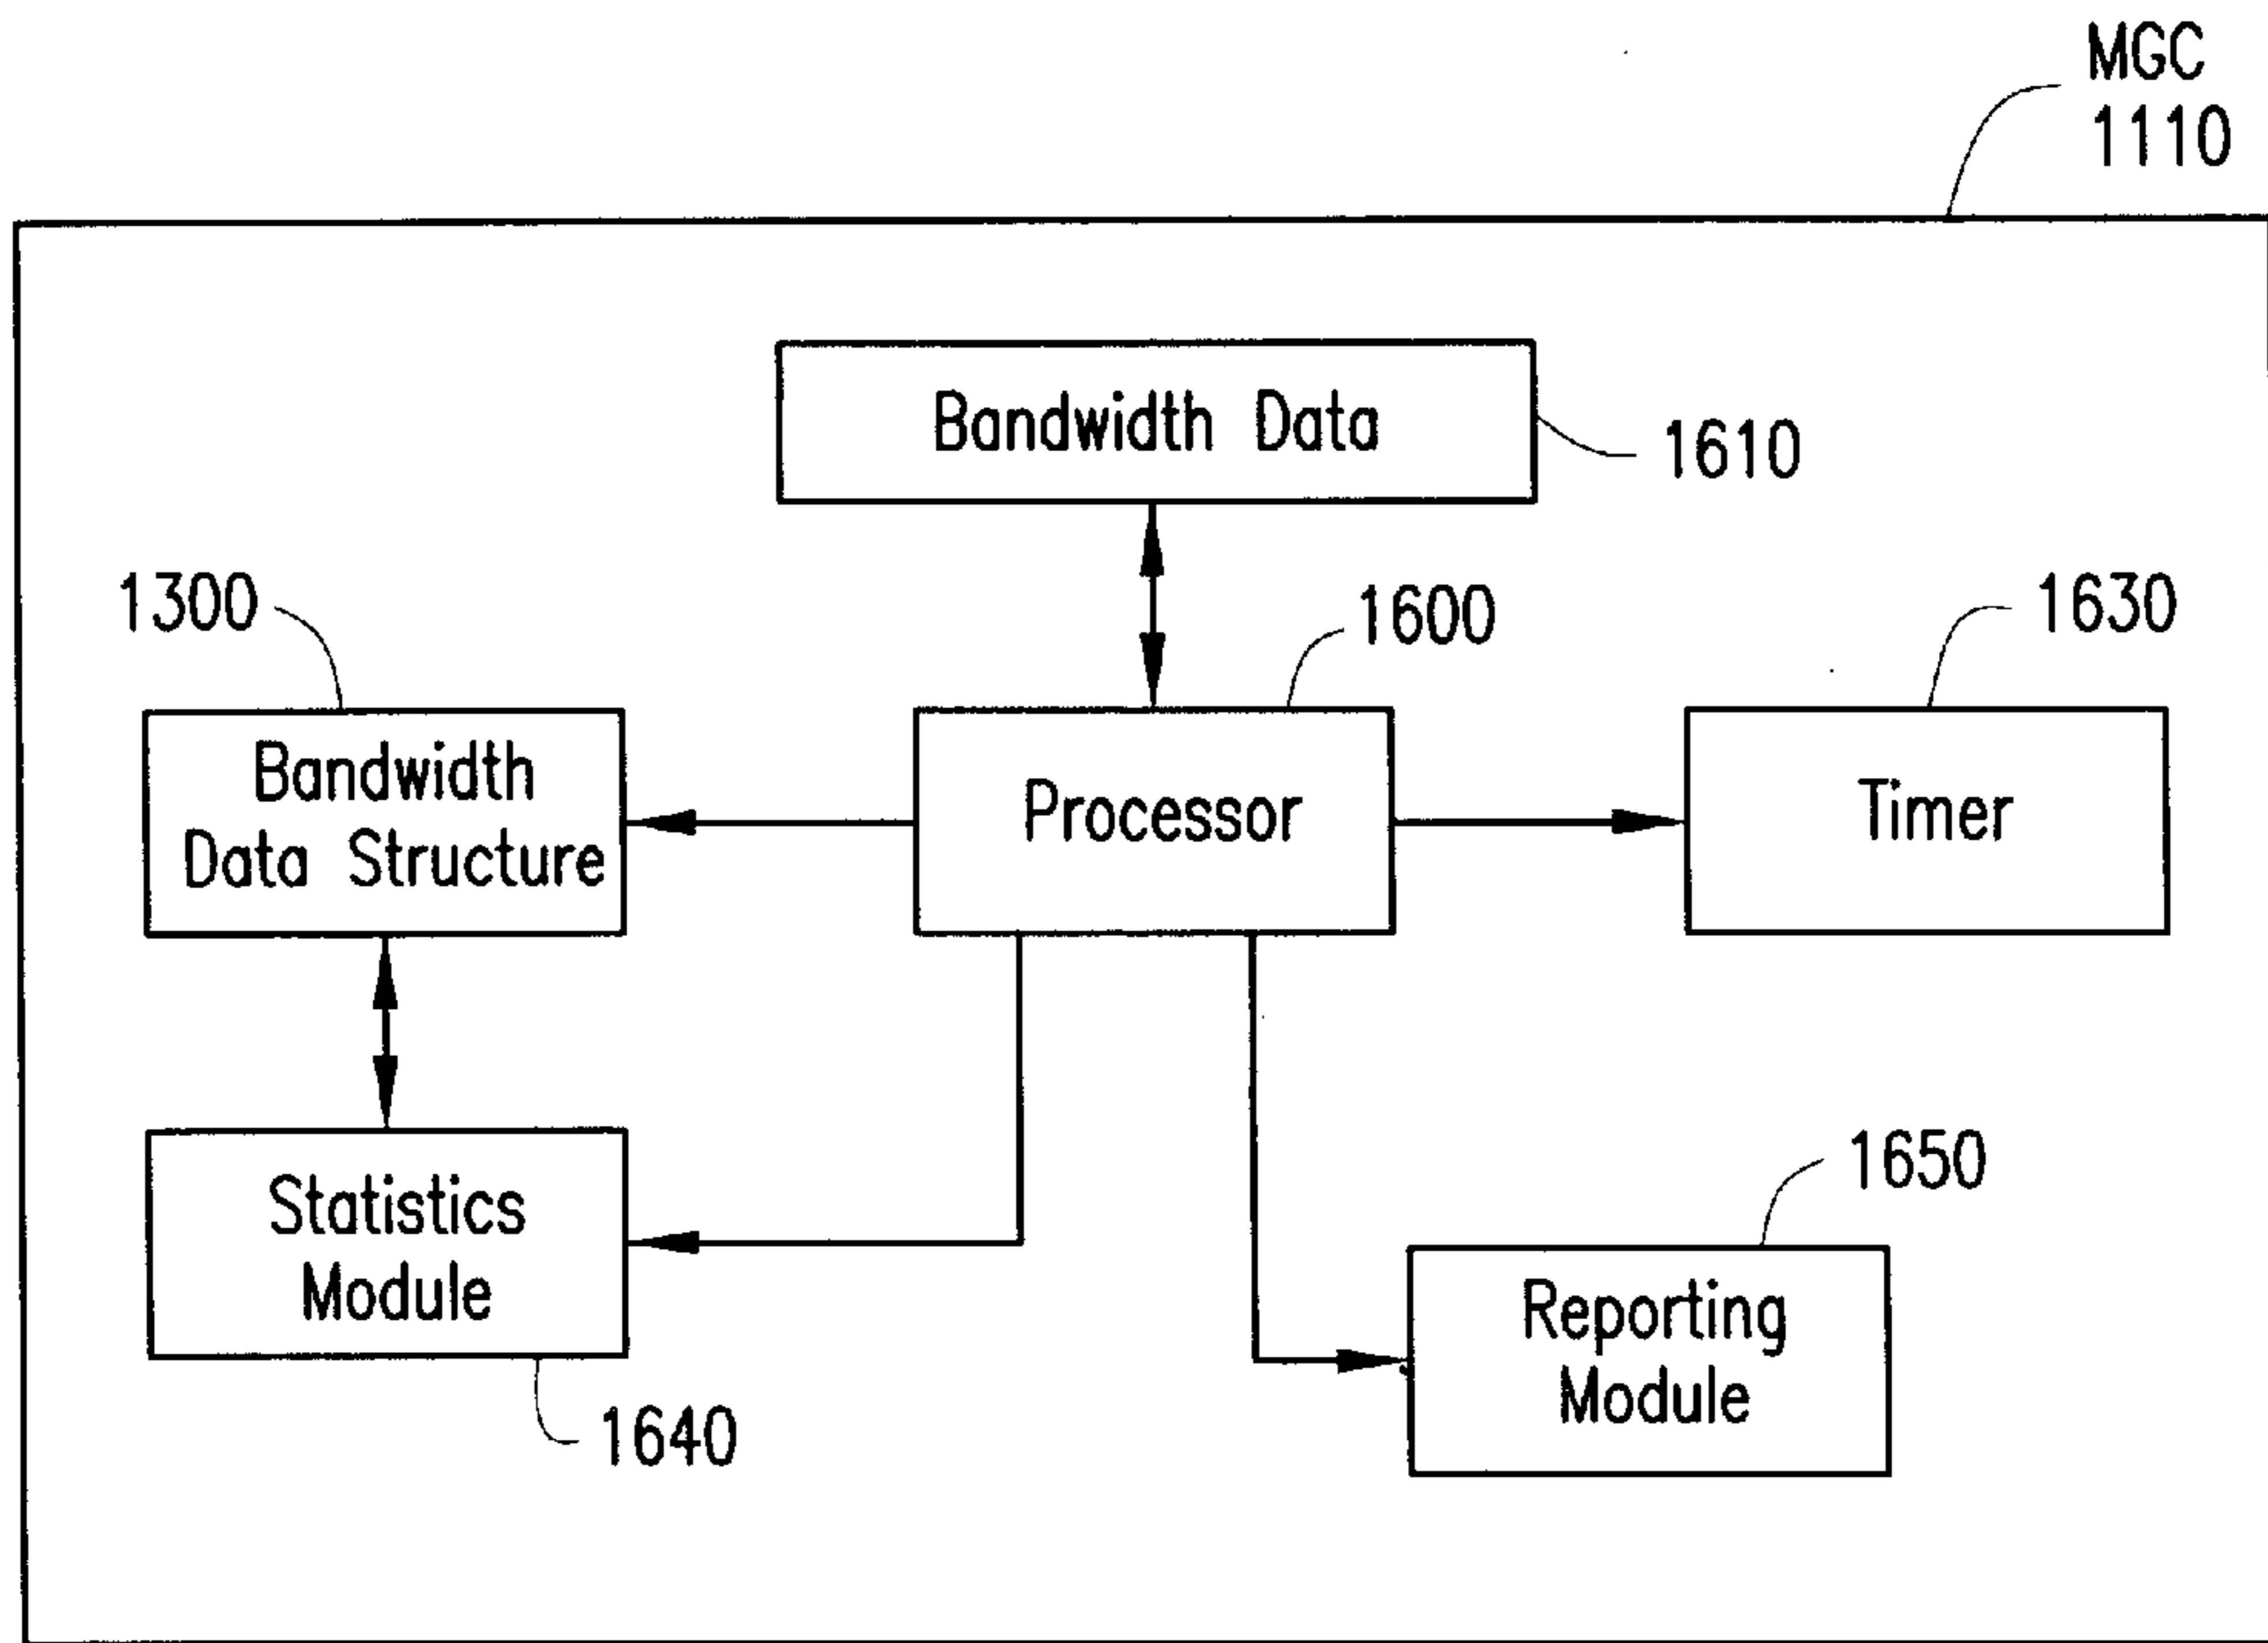 MGC
1110
Bandwidth Data
1610
1300
1600
1630
Bandwidth
Data Structure
Processor
Timer
Statistics
Module
1640
1650
Reporting
Module